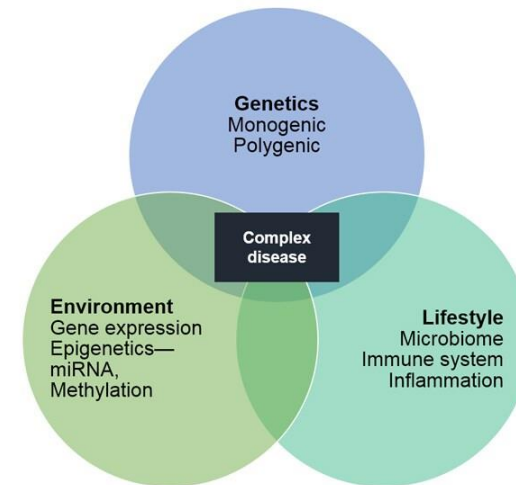 Genetics
Monogenic
Polygenic
Complex
disease
Environment
Gene expression
Epigenetics—
miRNA,
Methylation
Lifestyle
Microbiome
Immune system
Inflammation